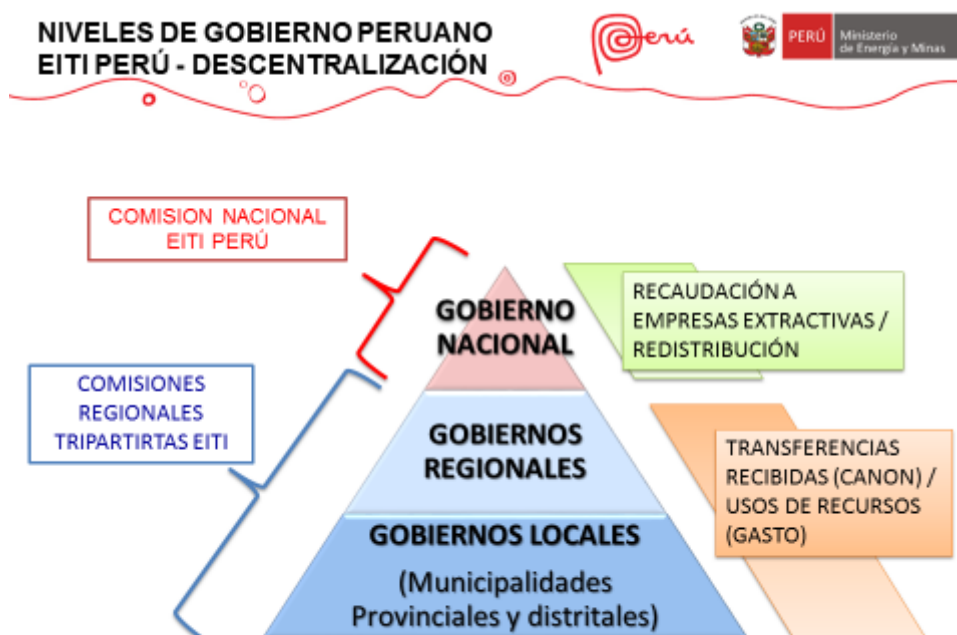 NIVELES DE GOBIERNO PERUANO
EITI PERÚ - DESCENTRALIZACIÓN
Perú
PERÚ
Ministerio
de Energía y Minas
COMISION NACIONAL
EITI PERÚ
GOBIERNO
NACIONAL
RECAUDACIÓN A
EMPRESAS EXTRACTIVAS /
REDISTRIBUCIÓN
COMISIONES
REGIONALES
TRIPARTIRTAS EITI
GOBIERNOS
REGIONALES
TRANSFERENCIAS
RECIBIDAS (CANON) /
USOS DE RECURSOS
(GASTO)
GOBIERNOS LOCALES
(Municipalidades
Provinciales y distritales)